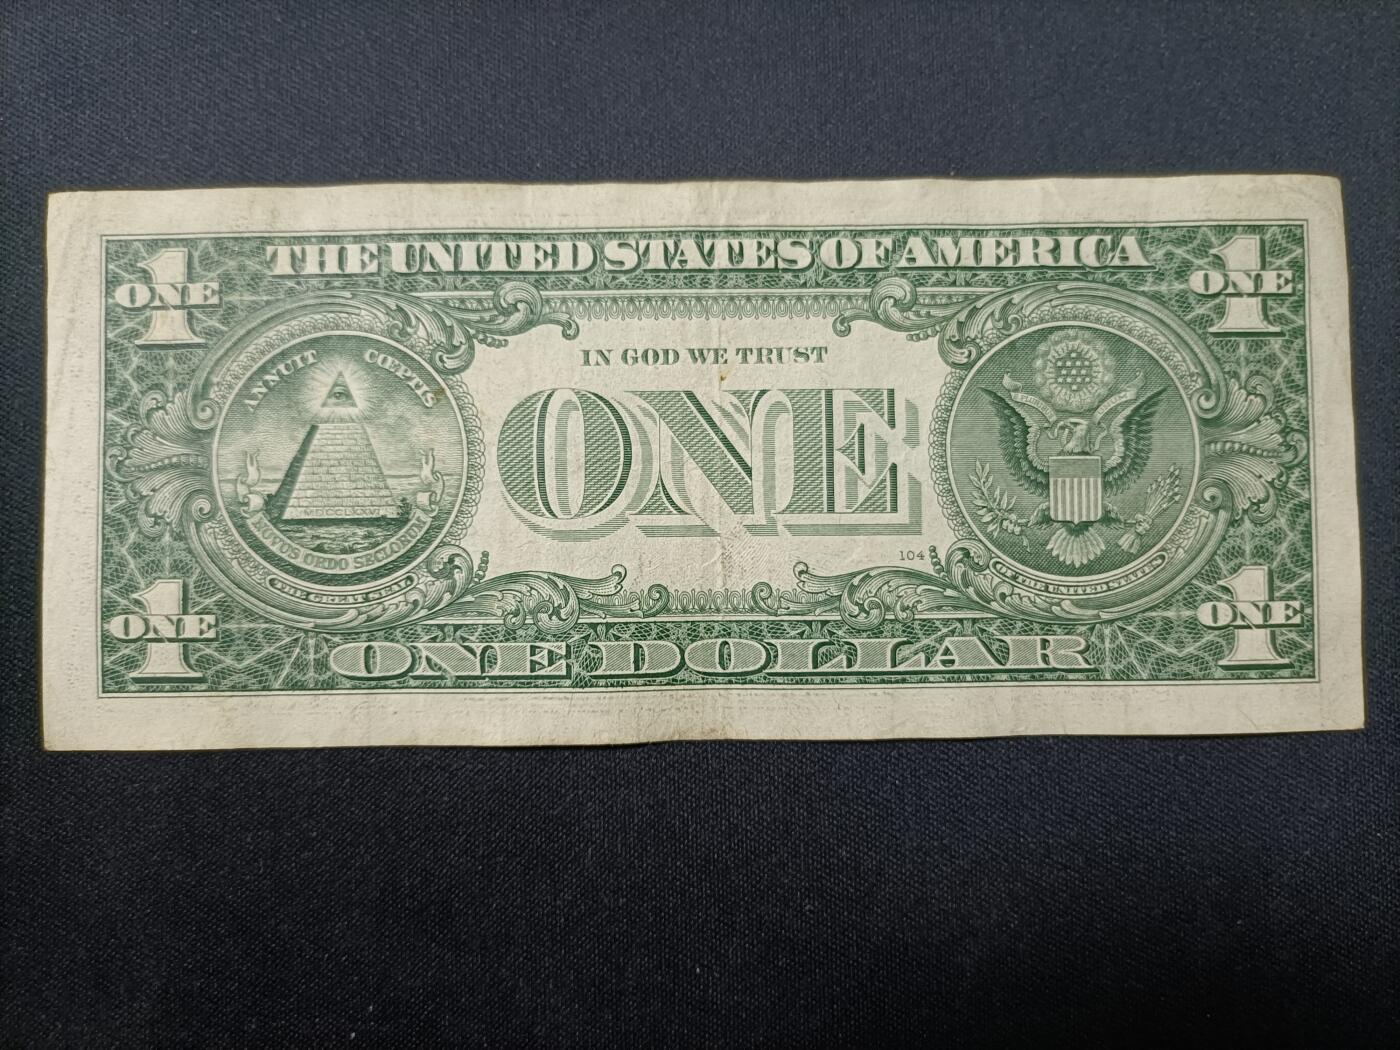 THE UNITED STATES OF AMERICA
1
ONE
1
ONE
ANNUIT CŒPTIS
MDCCLXXVI
NOVUS ORDO SECLORUM
THE GREAT SEAL
IN GOD WE TRUST
ONE
104
OF THE UNITED STATES
1
ONE
1
ONE
ONE DOLLAR